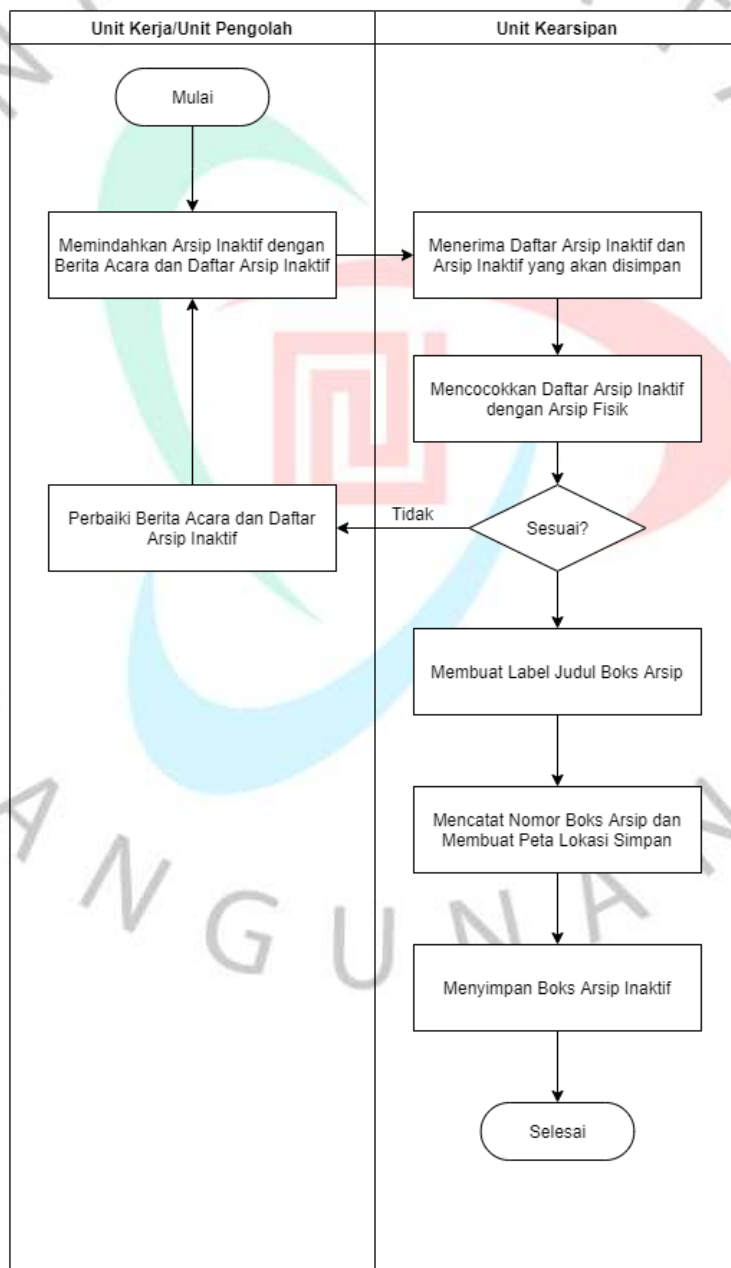 Unit Kerja/Unit Pengolah
Unit Kearsipan
Mulai
Memindahkan Arsip Inaktif dengan
Berita Acara dan Daftar Arsip Inaktif
Menerima Daftar Arsip Inaktif dan
Arsip Inaktif yang akan disimpan
Mencocokkan Daftar Arsip Inaktif
dengan Arsip Fisik
Perbaiki Berita Acara dan Daftar
Arsip Inaktif
Tidak
Sesuai?
Membuat Label Judul Boks Arsip
Mencatat Nomor Boks Arsip dan
Membuat Peta Lokasi Simpan
Menyimpan Boks Arsip Inaktif
Selesai
ANGUNAN